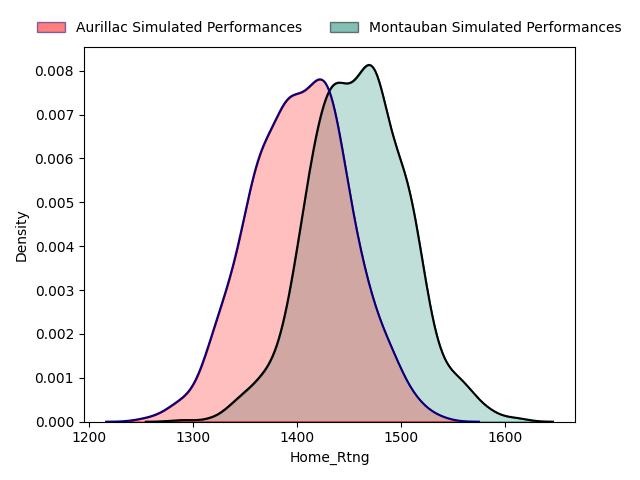 Aurillac Simulated Performances
Montauban Simulated Performances
0.008
0.007
0.006
0.005
0.004
0.003
0.002
0.001
0.000
Density
1200 1300 1400 1500 1600
Home_Rtng